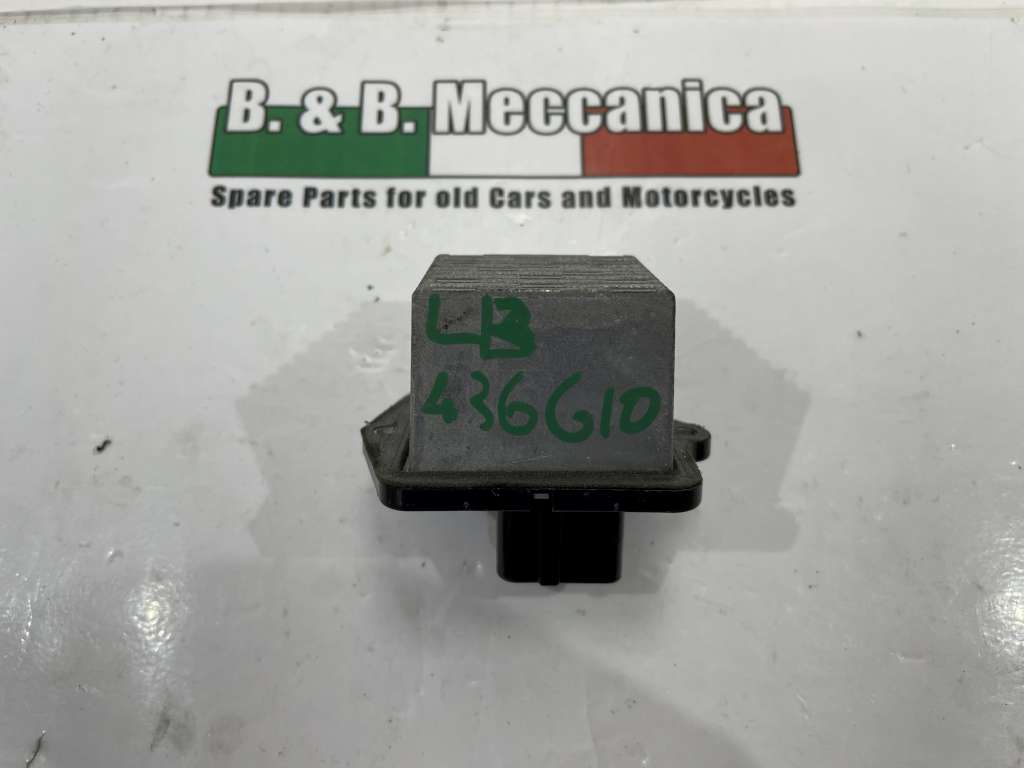 B. & B. Meccanica
Spare Parts for old Cars and Motorcycles
LB
436G10